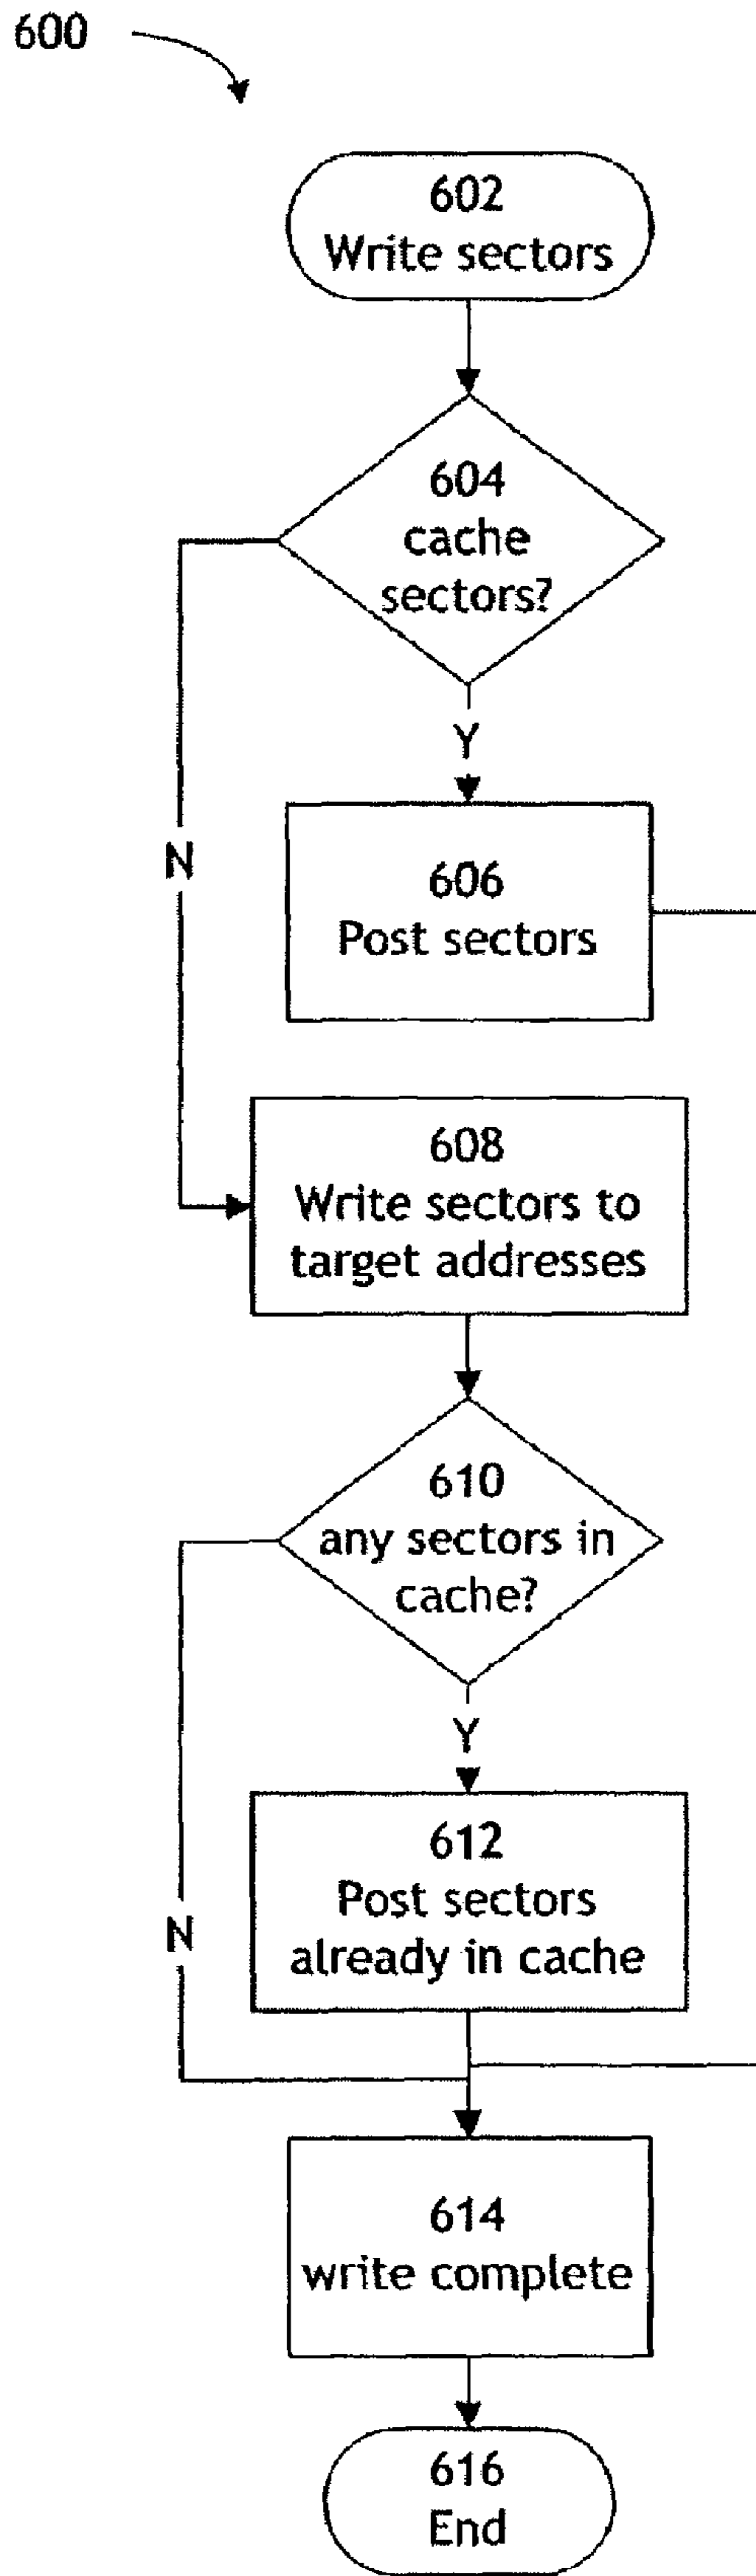 600
602
Write sectors
604
cache
sectors?
Y
N
606
Post sectors
608
Write sectors to
target addresses
610
any sectors in
cache?
Y
612
Post sectors
already in cache
N
614
write complete
616
End